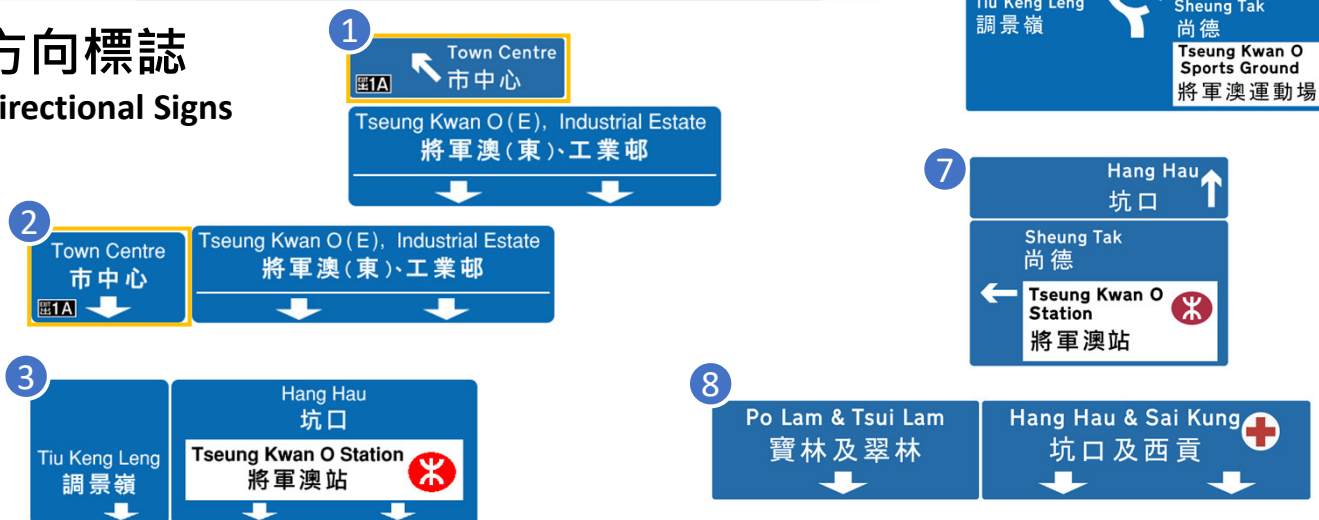 方向標誌
irectional Signs
1
Town Centre
市中心
EXIT 出 1A
Tseung Kwan O (E), Industrial Estate
將軍澳(東)、工業邨
2
Town Centre
市中心
EXIT 出 1A
Tseung Kwan O (E), Industrial Estate
將軍澳(東)、工業邨
3
Tiu Keng Leng
調景嶺
Hang Hau
坑口
Tseung Kwan O Station
將軍澳站
Tiu Keng Leng
調景嶺
Sheung Tak
尚德
Tseung Kwan O
Sports Ground
將軍澳運動場
7
Hang Hau
坑口
Sheung Tak
尚德
Tseung Kwan O
Station
將軍澳站
8
Po Lam & Tsui Lam
寶林及翠林
Hang Hau & Sai Kung
坑口及西貢